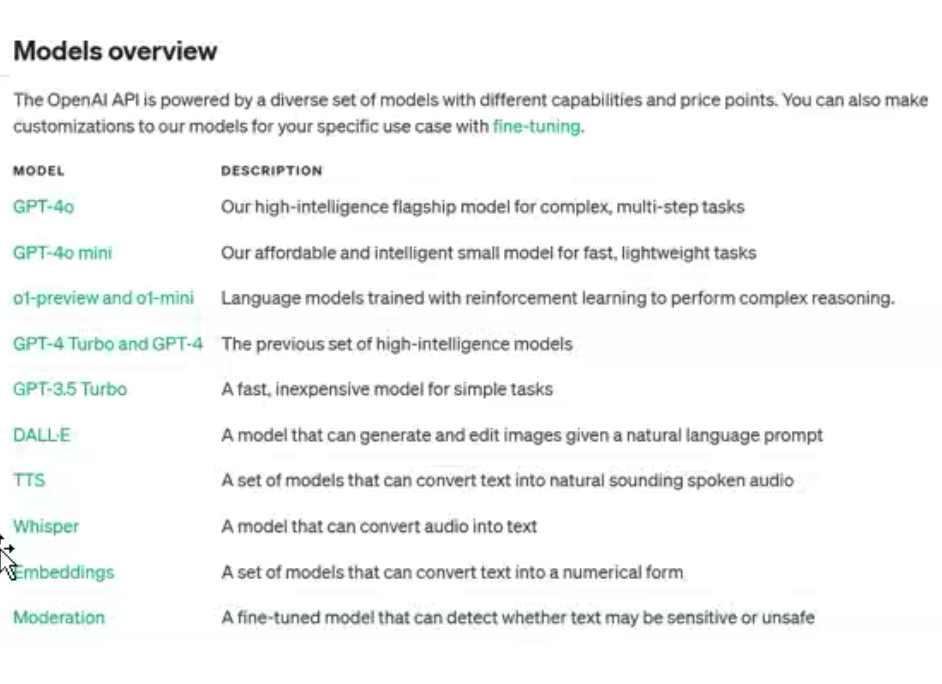 Models overview
The OpenAI API is powered by a diverse set of models with different capabilities and price points. You can also make
customizations to our models for your specific use case with fine-tuning.
MODEL DESCRIPTION
GPT-4o Our high-intelligence flagship model for complex, multi-step tasks
GPT-4o mini Our affordable and intelligent small model for fast, lightweight tasks
o1-preview and o1-mini Language models trained with reinforcement learning to perform complex reasoning.
GPT-4 Turbo and GPT-4 The previous set of high-intelligence models
GPT-3.5 Turbo A fast, inexpensive model for simple tasks
DALL·E A model that can generate and edit images given a natural language prompt
TTS A set of models that can convert text into natural sounding spoken audio
Whisper A model that can convert audio into text
Embeddings A set of models that can convert text into a numerical form
Moderation A fine-tuned model that can detect whether text may be sensitive or unsafe